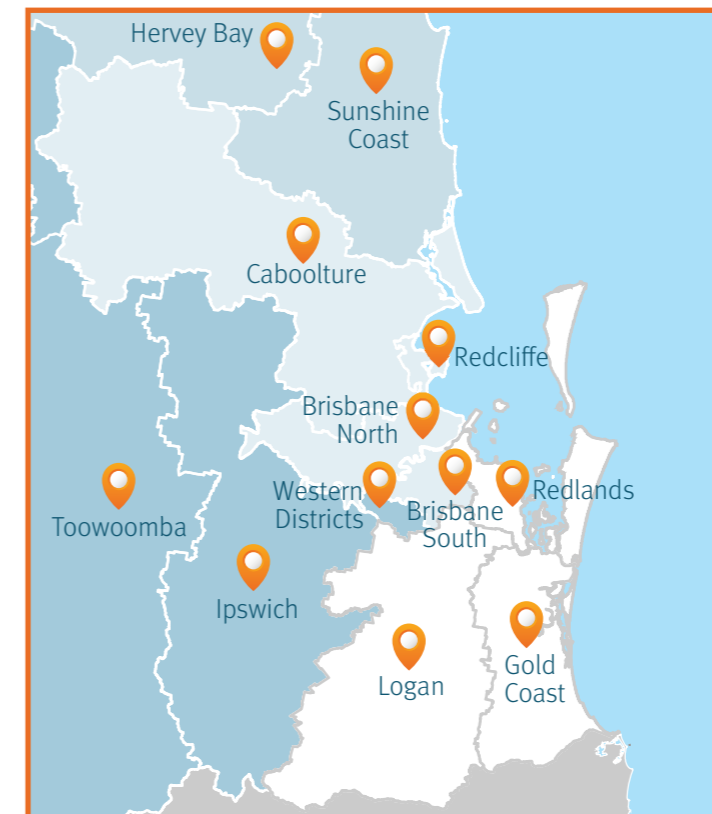 Hervey Bay
Sunshine
Coast
Caboolture
Redcliffe
Brisbane
North
Western
Districts
Brisbane
South
Redlands
Toowoomba
Ipswich
Logan
Gold
Coast